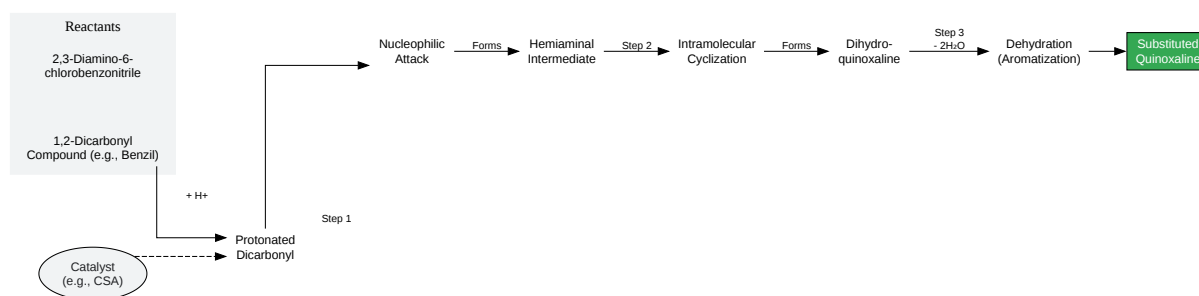 Reactants
2,3-Diamino-6-
chlorobenzonitrile
1,2-Dicarbonyl
Compound (e.g., Benzil)
+ H+
Catalyst
(e.g., CSA)
Protonated
Dicarbonyl
Step 1
Nucleophilic
Attack
Forms
Hemiaminal
Intermediate
Step 2
Intramolecular
Cyclization
Forms
Dihydro-
quinoxaline
Step 3
- 2H₂O
Dehydration
(Aromatization)
Substituted
Quinoxaline